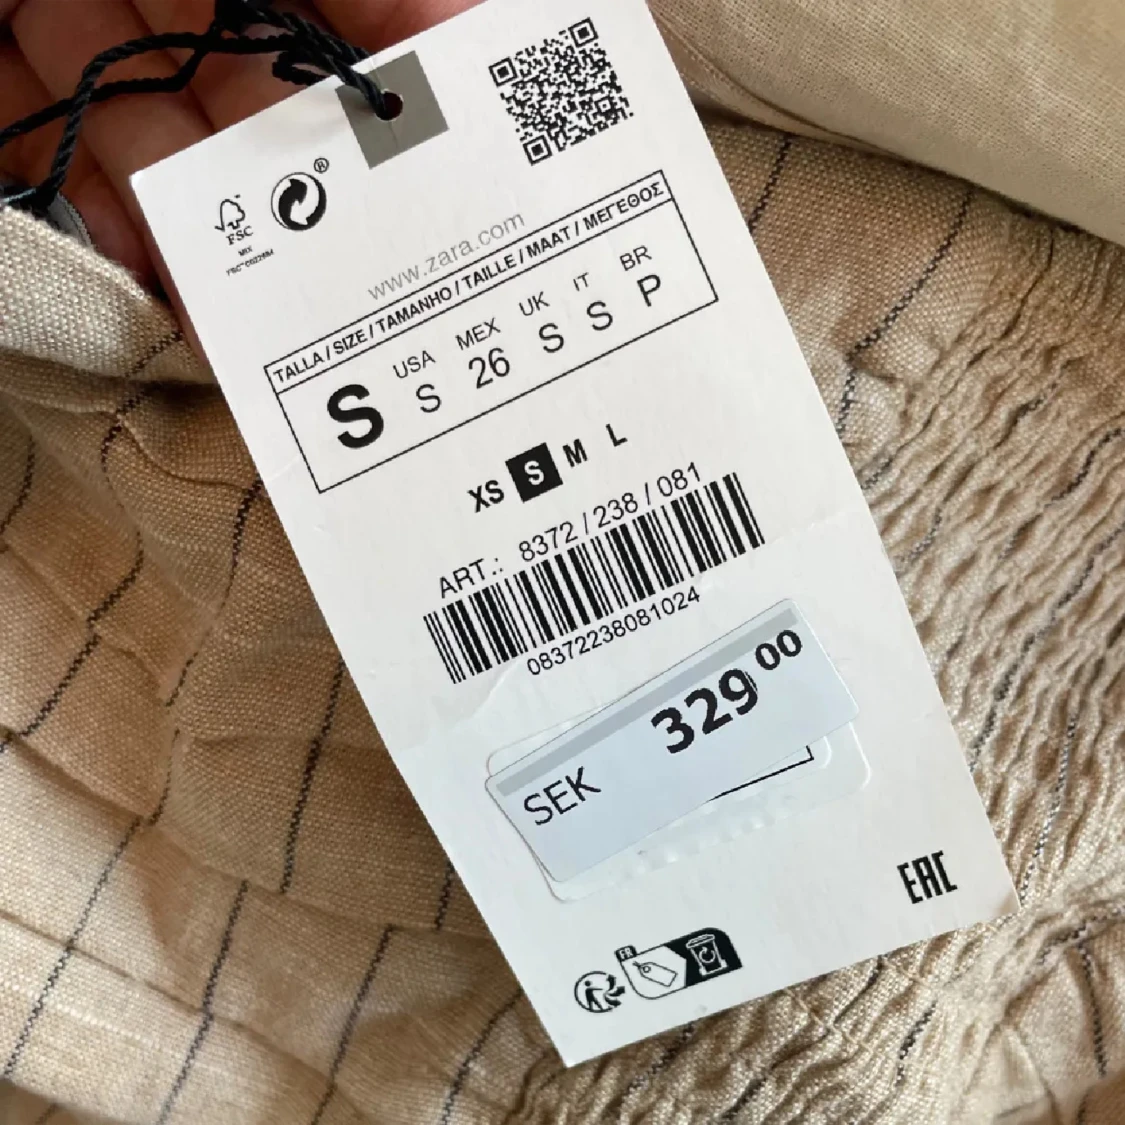 ®
FSC
MIX
www.zara.com
TALLA / SIZE / TAMANHO / TAILLE / MAAT / ΜΕΓΕΘΟΣ
USA MEX UK IT BR
S S 26 S S P
XS S M L
ART.: 8372 / 238 / 081
08372238081024
SEK 329 00
EAC
FR